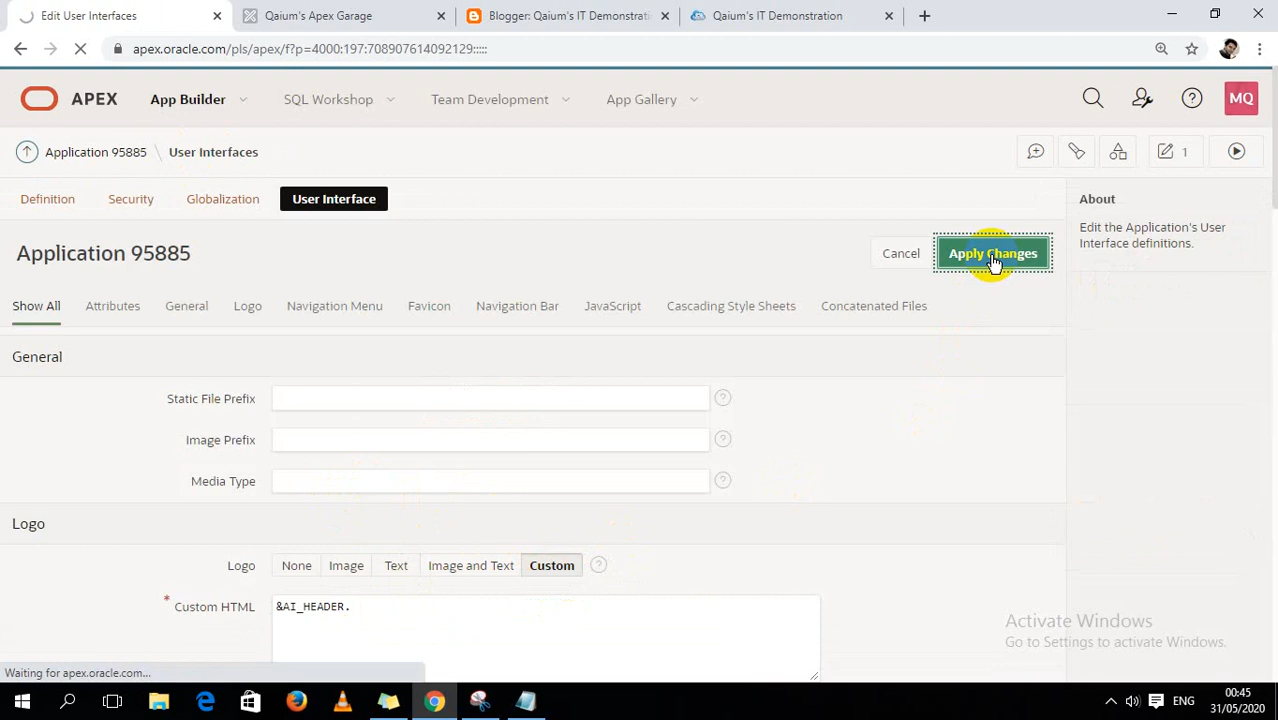 Edit User Interfaces
Qaium's Apex Garage
Blogger: Qaium's IT Demonstrati
Qaium's IT Demonstration
apex.oracle.com/pls/apex/f?p=4000:197:708907614092129:::::
APEX
App Builder
SQL Workshop
Team Development
App Gallery
MQ
Application 95885
User Interfaces
1
Definition
Security
Globalization
User Interface
About
Edit the Application's User
Interface definitions.
Application 95885
Cancel
Apply Changes
Show All
Attributes
General
Logo
Navigation Menu
Favicon
Navigation Bar
JavaScript
Cascading Style Sheets
Concatenated Files
General
Static File Prefix
Image Prefix
Media Type
Logo
Logo
None
Image
Text
Image and Text
Custom
* Custom HTML
&AI_HEADER.
Activate Windows
Go to Settings to activate Windows.
Waiting for apex.oracle.com...
ENG
00:45
31/05/2020